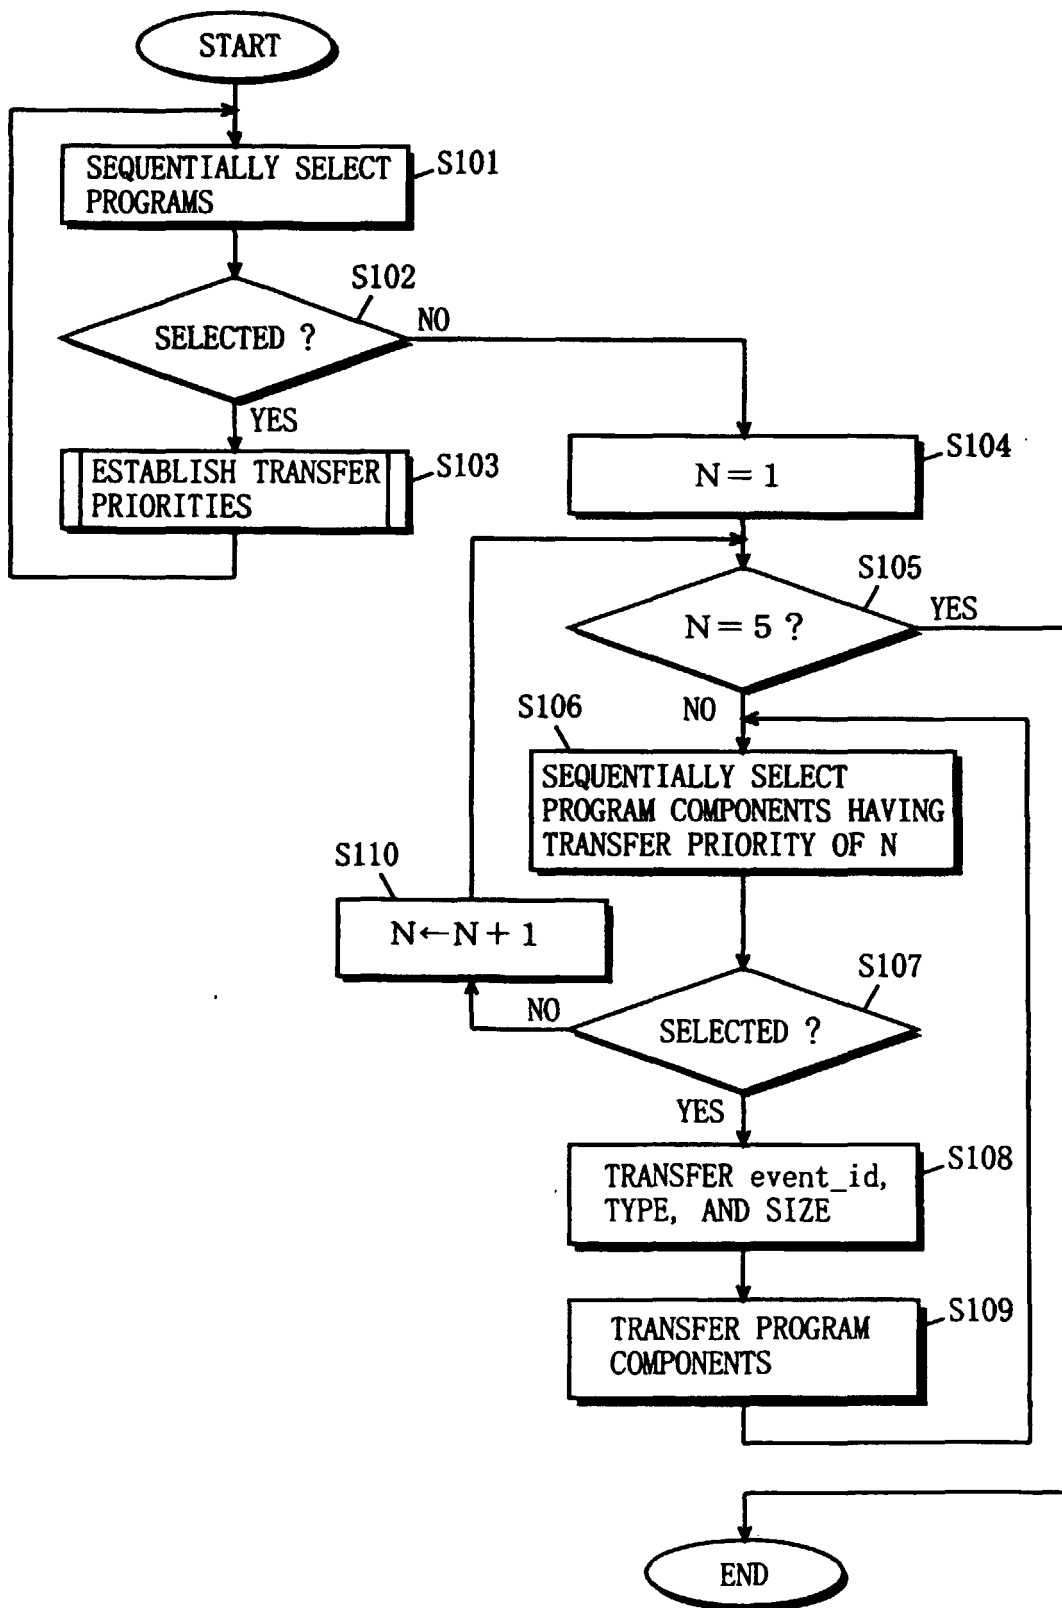 START
SEQUENTIALLY SELECT
PROGRAMS
S101
S102
SELECTED ?
NO
YES
ESTABLISH TRANSFER
PRIORITIES
S103
N = 1
S104
S105
N = 5 ?
YES
NO
S106
SEQUENTIALLY SELECT
PROGRAM COMPONENTS HAVING
TRANSFER PRIORITY OF N
S110
N←N + 1
S107
NO
SELECTED ?
YES
TRANSFER event_id,
TYPE, AND SIZE
S108
TRANSFER PROGRAM
COMPONENTS
S109
END